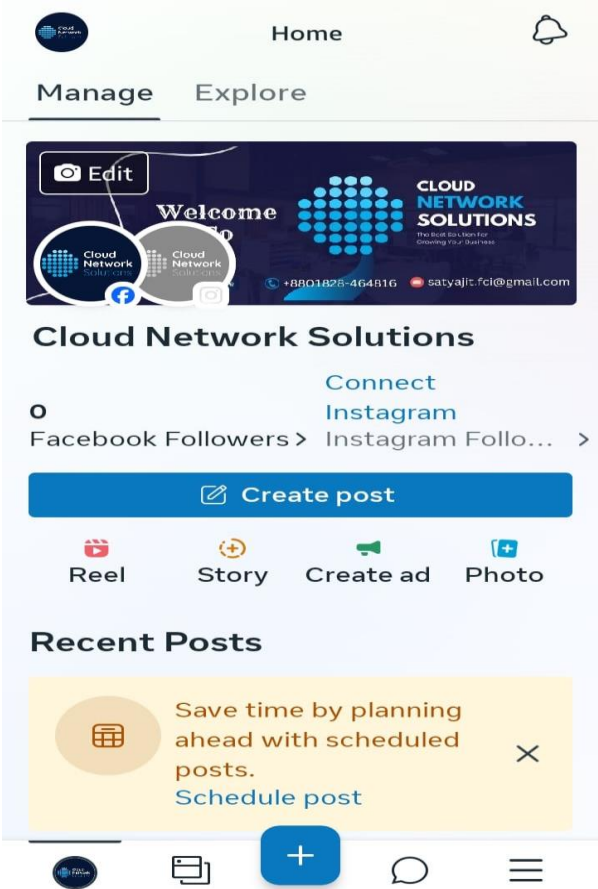 Home
Manage Explore
Edit
Welcome
To
CLOUD
NETWORK
SOLUTIONS
The Best Solution for
Growing Your Business
Cloud
Network
Solutions
Cloud
Network
Solutions
+8801828-464816 satyajit.fci@gmail.com
Cloud Network Solutions
0
Facebook Followers >
Connect
Instagram
Instagram Follo... >
Create post
Reel Story Create ad Photo
Recent Posts
Save time by planning
ahead with scheduled
posts.
Schedule post